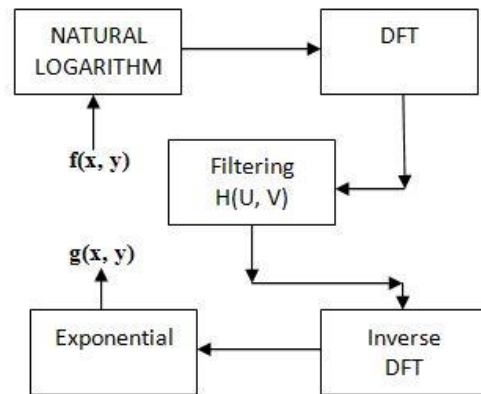 NATURAL
LOGARITHM
DFT
f(x, y)
Filtering
H(U, V)
g(x, y)
Exponential
Inverse
DFT